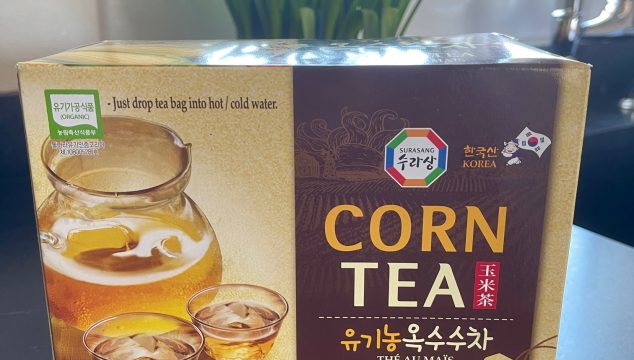 유기가공식품
(ORGANIC)
농림축산식품부
- Just drop tea bag into hot / cold water.
SURASANG
수라상
한국산
KOREA
CORN
TEA
玉米茶
유기농옥수수차
THÉ AU MAÏS